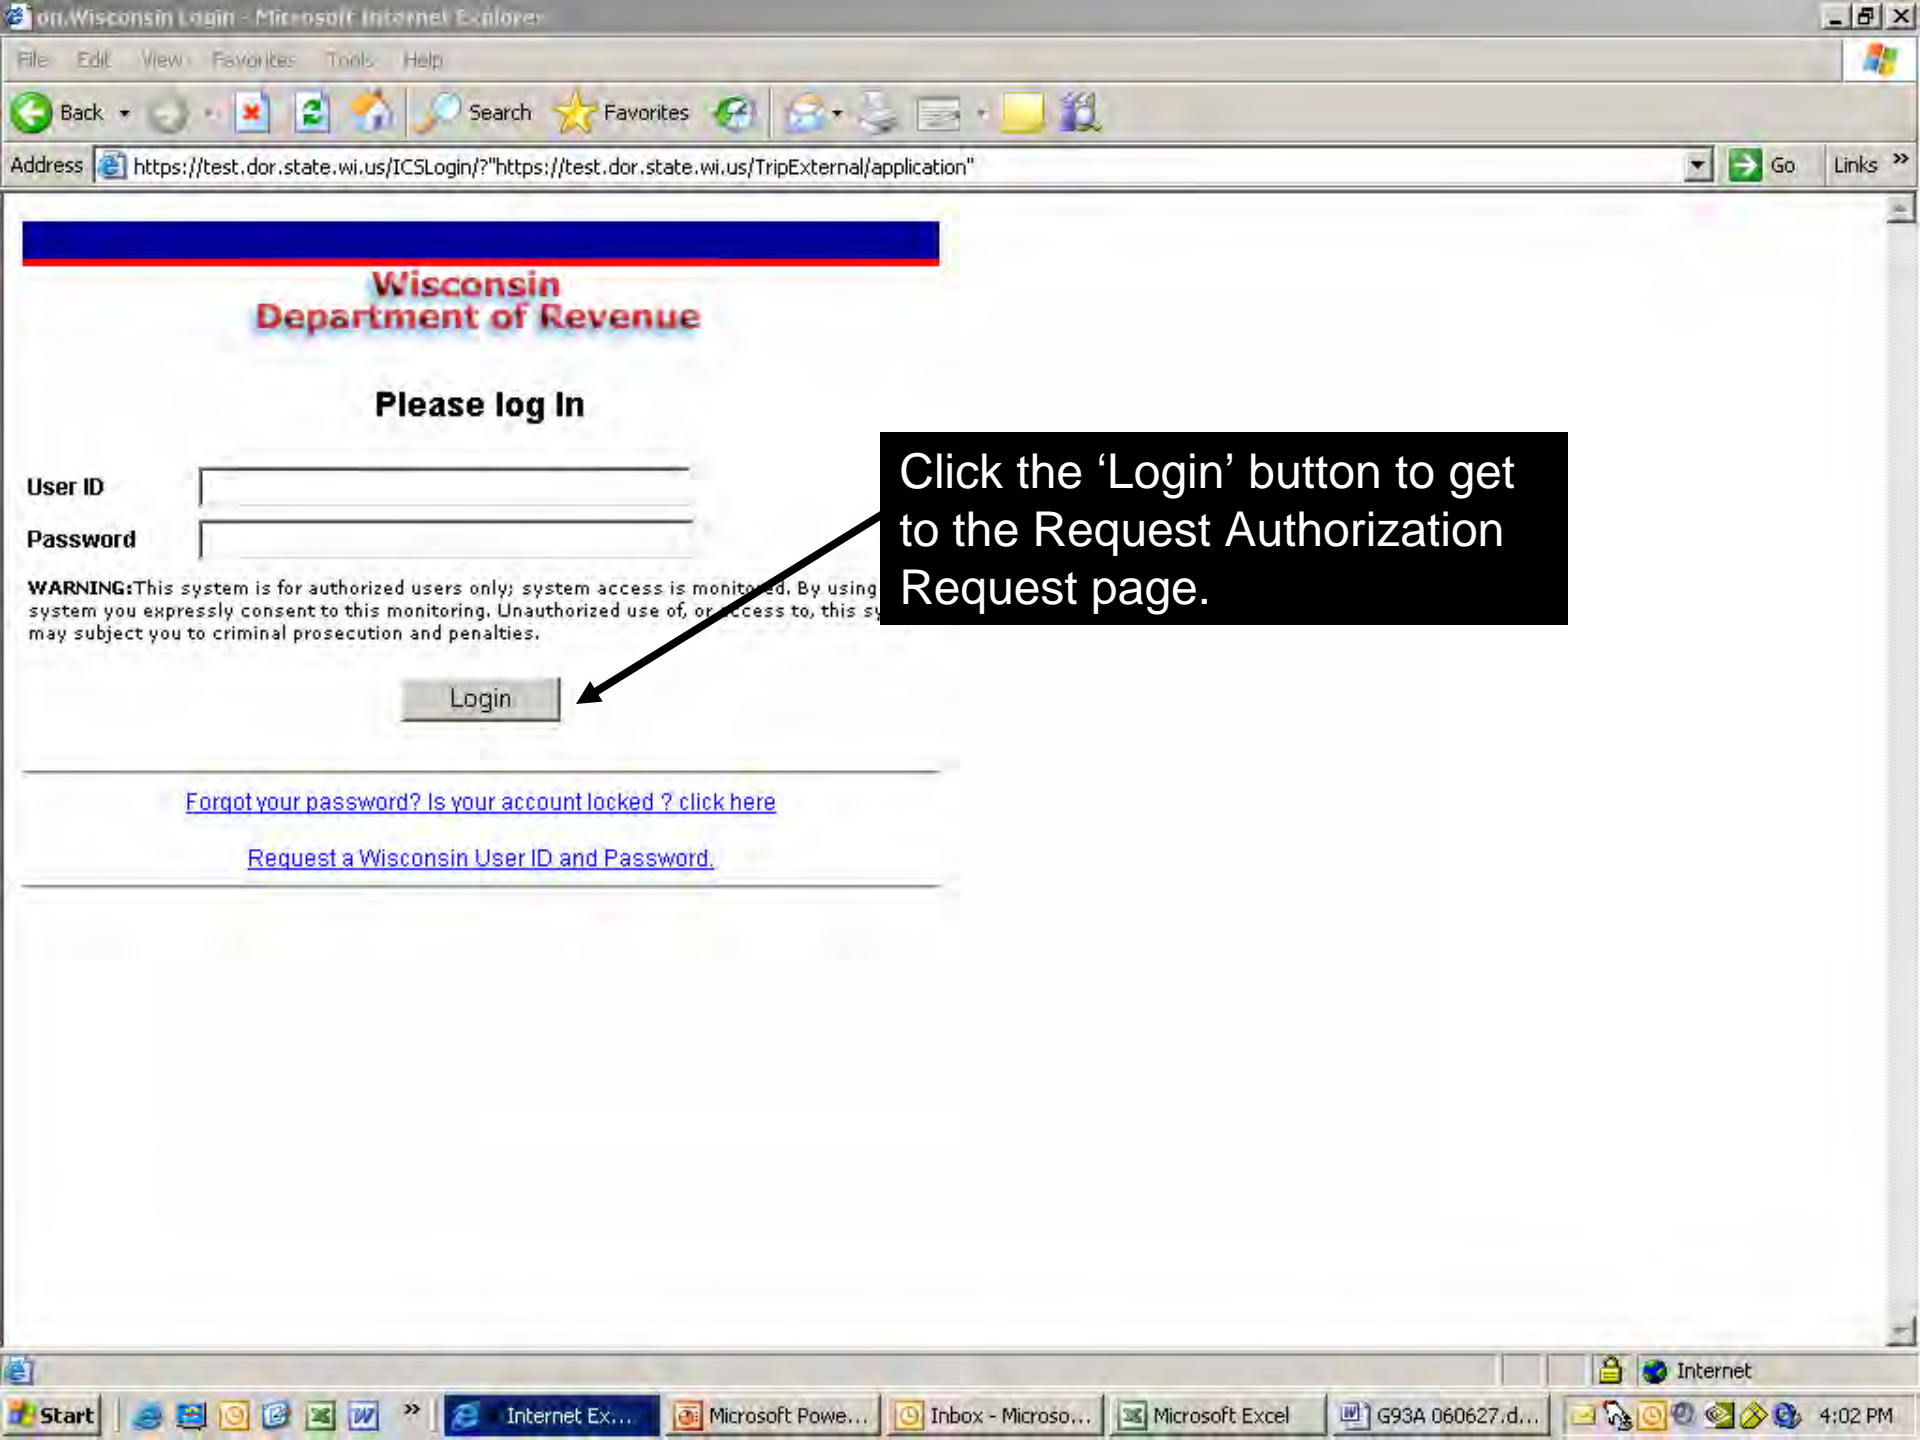 on.Wisconsin Login - Microsoft Internet Explorer
File Edit View Favorites Tools Help
Back Search Favorites
Address https://test.dor.state.wi.us/ICSLogin/?"https://test.dor.state.wi.us/TripExternal/application" Go Links »
Wisconsin
Department of Revenue
Please log In
User ID
Password
WARNING:This system is for authorized users only; system access is monitored. By using
system you expressly consent to this monitoring. Unauthorized use of, or access to, this sy
may subject you to criminal prosecution and penalties.
Click the ‘Login’ button to get
to the Request Authorization
Request page.
Login
Forgot your password? Is your account locked ? click here
Request a Wisconsin User ID and Password.
Internet
Start » Internet Ex... Microsoft Powe... Inbox - Microso... Microsoft Excel G93A 060627.d... 4:02 PM